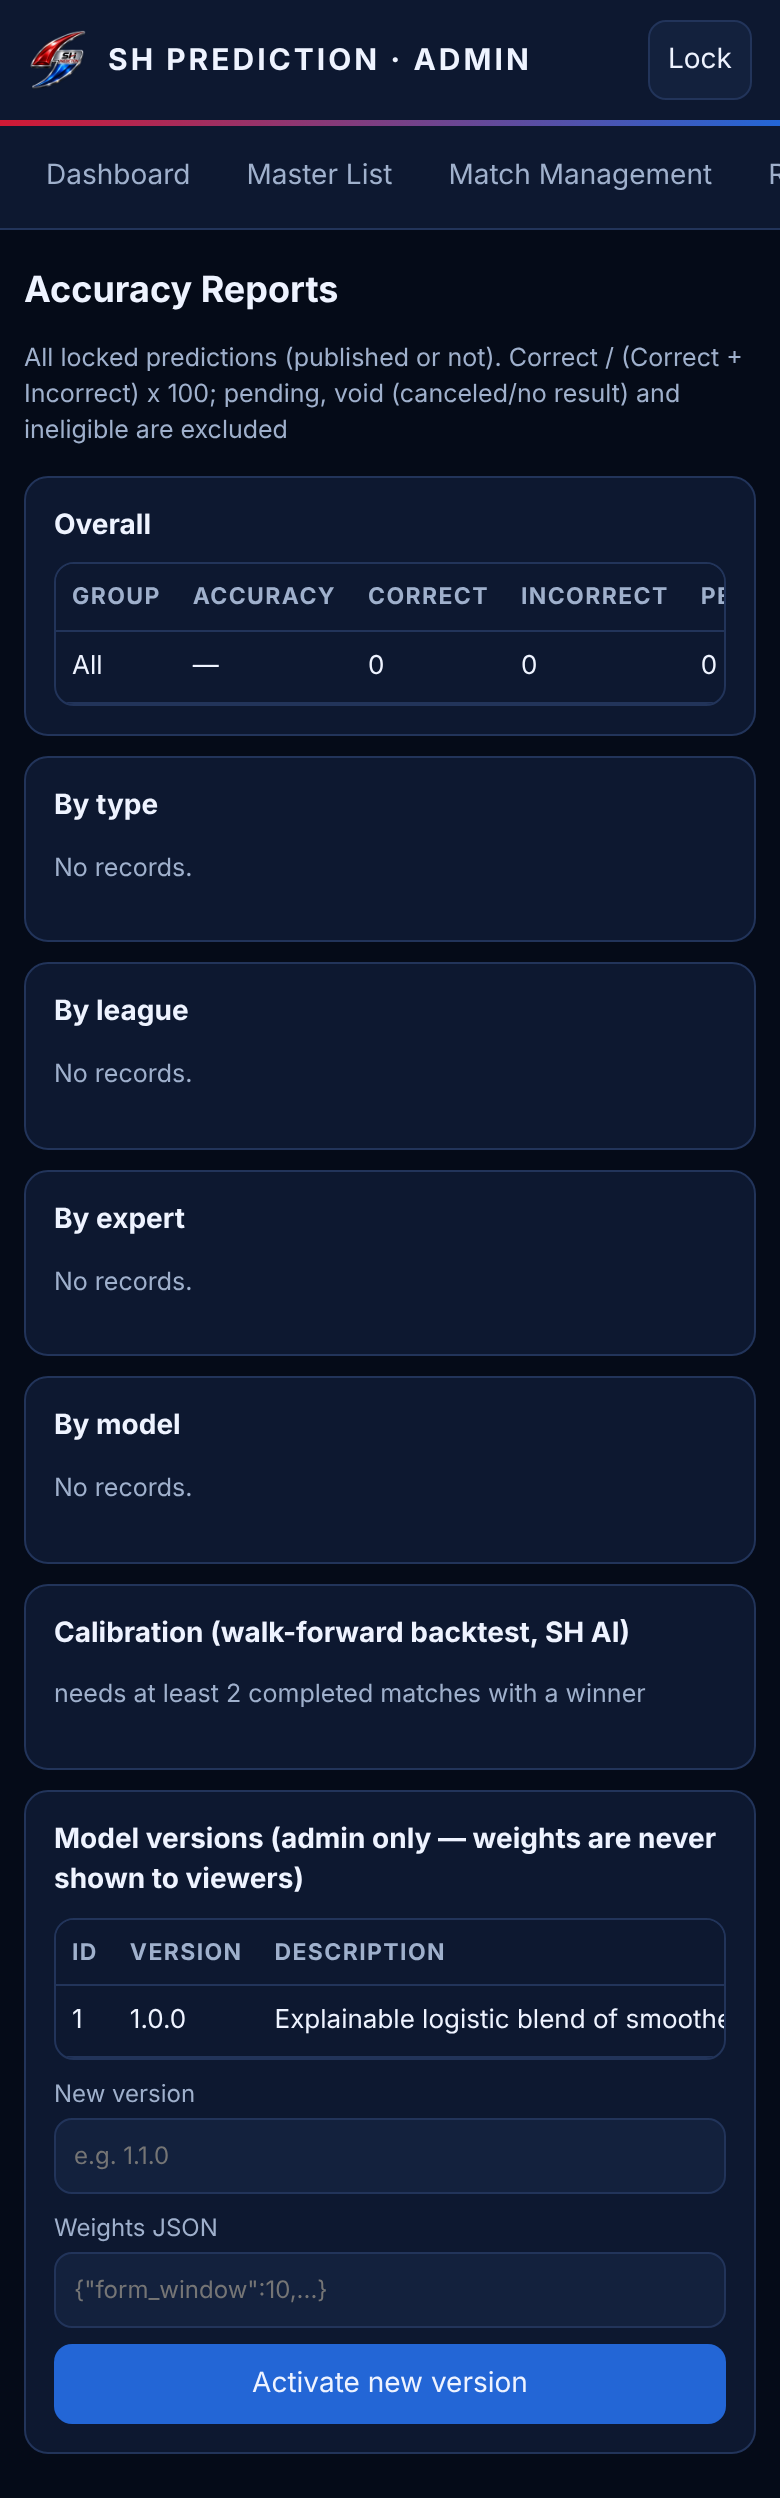 SH
SH PREDICTION · ADMIN
Lock
Dashboard Master List Match Management R
Accuracy Reports
All locked predictions (published or not). Correct / (Correct +
Incorrect) x 100; pending, void (canceled/no result) and
ineligible are excluded
Overall
GROUP ACCURACY CORRECT INCORRECT PE
All — 0 0 0
By type
No records.
By league
No records.
By expert
No records.
By model
No records.
Calibration (walk-forward backtest, SH AI)
needs at least 2 completed matches with a winner
Model versions (admin only — weights are never
shown to viewers)
ID VERSION DESCRIPTION
1 1.0.0 Explainable logistic blend of smoothe
New version
e.g. 1.1.0
Weights JSON
{"form_window":10,...}
Activate new version